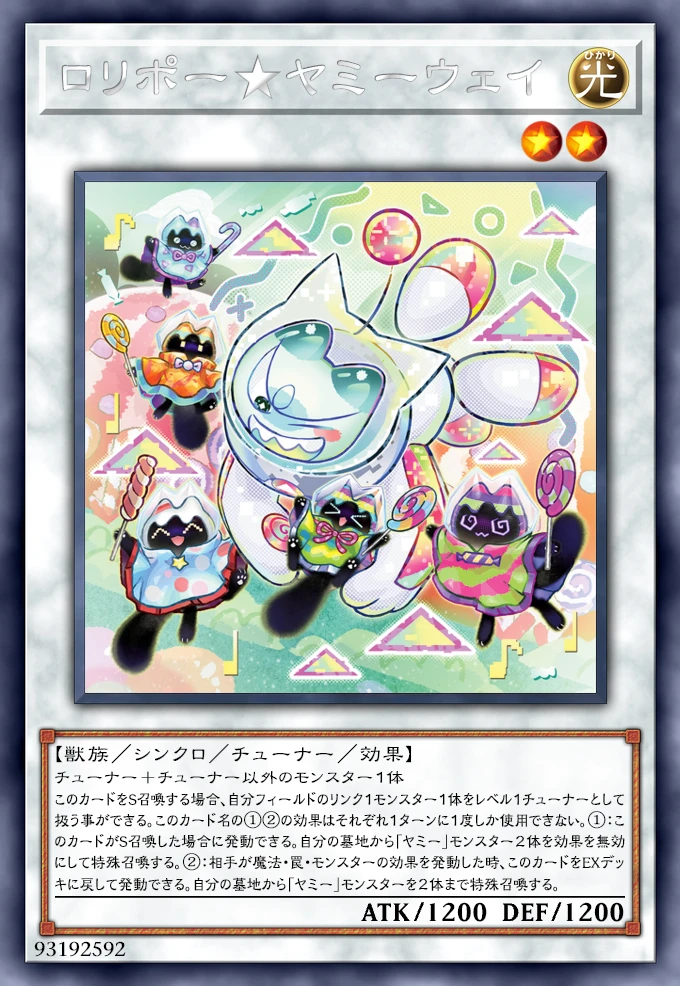 ロリポー★ヤミーウェイ
ひかり
光
【獣族／シンクロ／チューナー／効果】
チューナー＋チューナー以外のモンスター１体
このカードをS召喚する場合、自分フィールドのリンク1モンスター1体をレベル1チューナーとして
扱う事ができる。このカード名の①②の効果はそれぞれ1ターンに1度しか使用できない。①：こ
のカードがS召喚した場合に発動できる。自分の墓地から「ヤミー」モンスター2体を効果を無効
にして特殊召喚する。②：相手が魔法・罠・モンスターの効果を発動した時、このカードをEXデッ
キに戻して発動できる。自分の墓地から「ヤミー」モンスターを2体まで特殊召喚する。
ATK/1200 DEF/1200
93192592